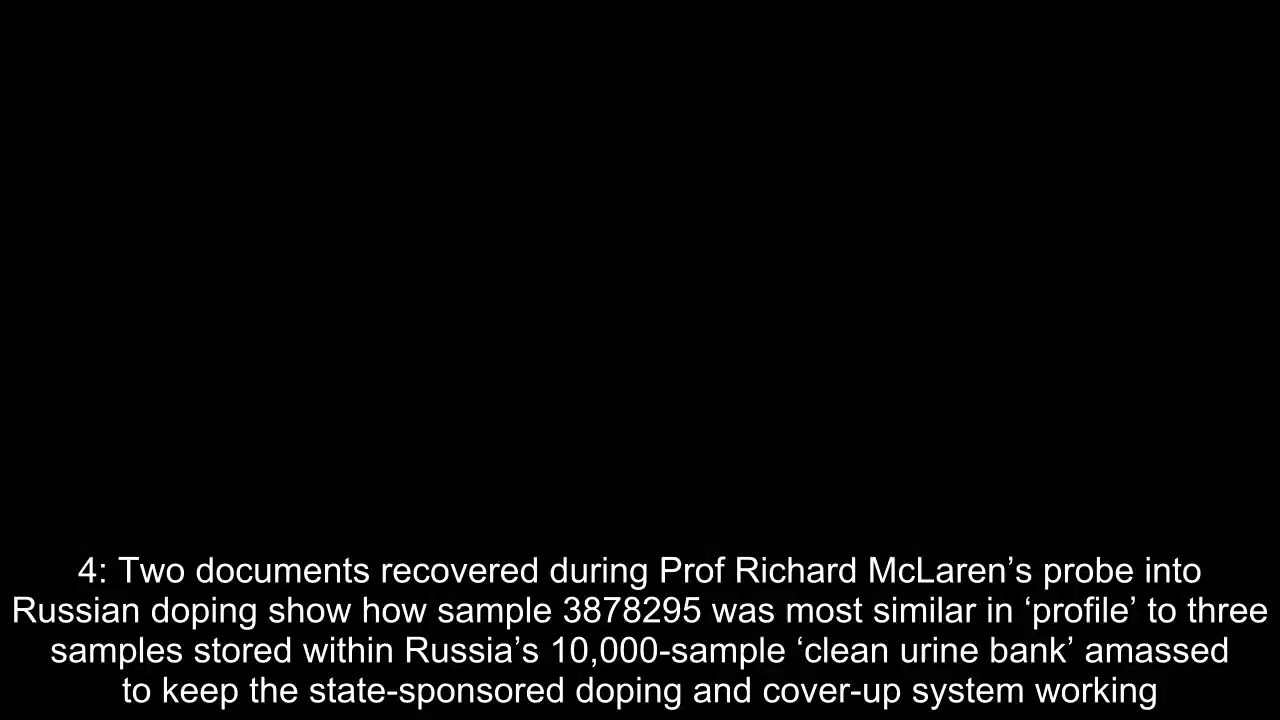 4: Two documents recovered during Prof Richard McLaren’s probe into
Russian doping show how sample 3878295 was most similar in ‘profile’ to three
samples stored within Russia’s 10,000-sample ‘clean urine bank’ amassed
to keep the state-sponsored doping and cover-up system working